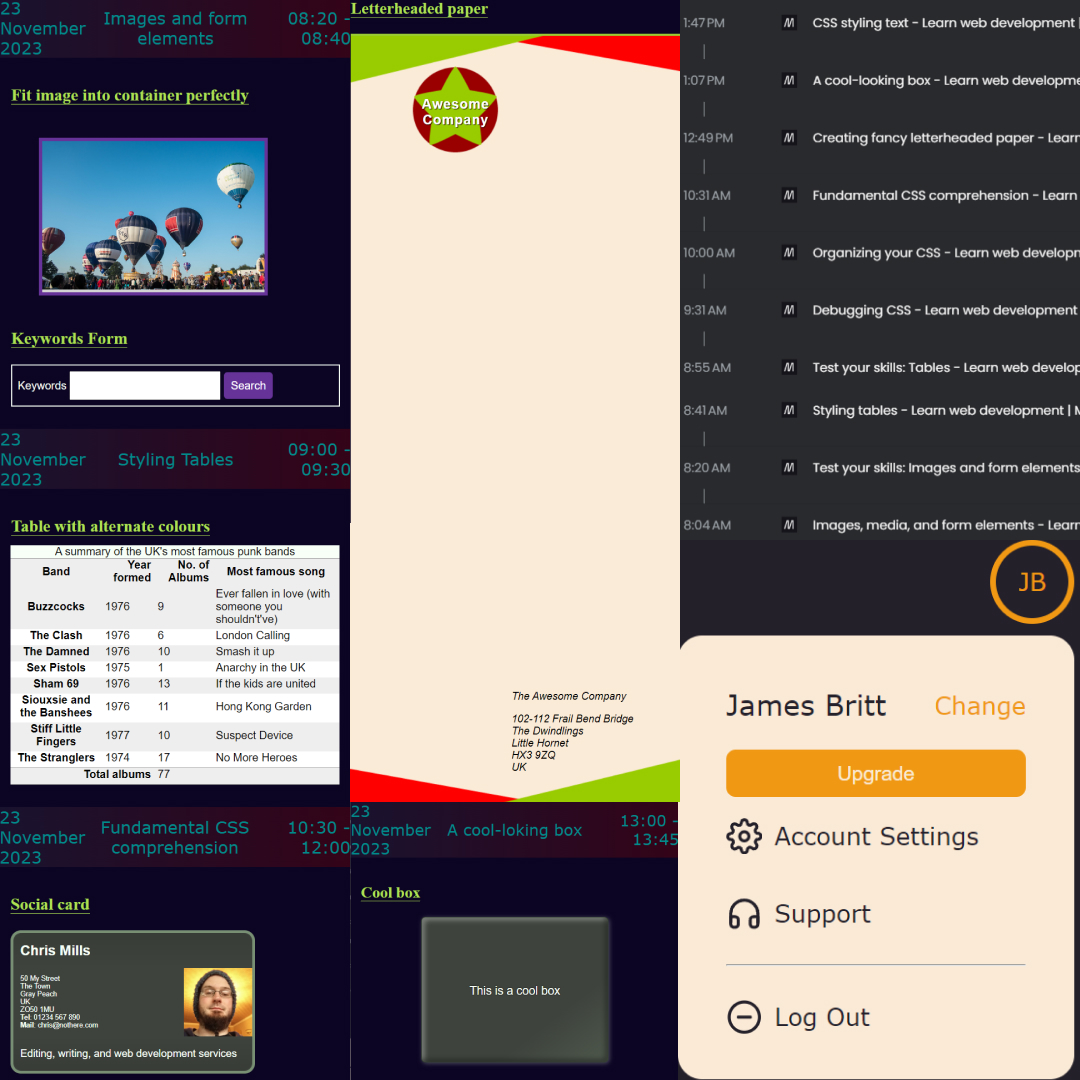 23
November
2023
Images and form
elements
08:20 -
08:40
Fit image into container perfectly
Keywords Form
Keywords
Search
23
November
2023
Styling Tables
09:00 -
09:30
Table with alternate colours
A summary of the UK's most famous punk bands
Band Year formed No. of Albums Most famous song
Buzzcocks 1976 9 Ever fallen in love (with someone you shouldn't've)
The Clash 1976 6 London Calling
The Damned 1976 10 Smash it up
Sex Pistols 1975 1 Anarchy in the UK
Sham 69 1976 13 If the kids are united
Siouxsie and the Banshees 1976 11 Hong Kong Garden
Stiff Little Fingers 1977 10 Suspect Device
The Stranglers 1974 17 No More Heroes
Total albums 77
23
November
2023
Fundamental CSS
comprehension
10:30 -
12:00
Social card
Chris Mills
50 My Street
The Town
Gray Peach
UK
ZO50 1MU
Tel: 01234 567 890
Mail: chris@nothere.com
Editing, writing, and web development services
Letterheaded paper
Awesome
Company
The Awesome Company
102-112 Frail Bend Bridge
The Dwindlings
Little Hornet
HX3 9ZQ
UK
23
November
2023
A cool-loking box
13:00 -
13:45
Cool box
This is a cool box
1:47 PM M CSS styling text - Learn web development |
1:07 PM M A cool-looking box - Learn web developme
12:49 PM M Creating fancy letterheaded paper - Learn
10:31 AM M Fundamental CSS comprehension - Learn
10:00 AM M Organizing your CSS - Learn web developm
9:31 AM M Debugging CSS - Learn web development
8:55 AM M Test your skills: Tables - Learn web develop
8:41 AM M Styling tables - Learn web development | M
8:20 AM M Test your skills: Images and form elements
8:04 AM M Images, media, and form elements - Learn
JB
James Britt
Change
Upgrade
Account Settings
Support
Log Out